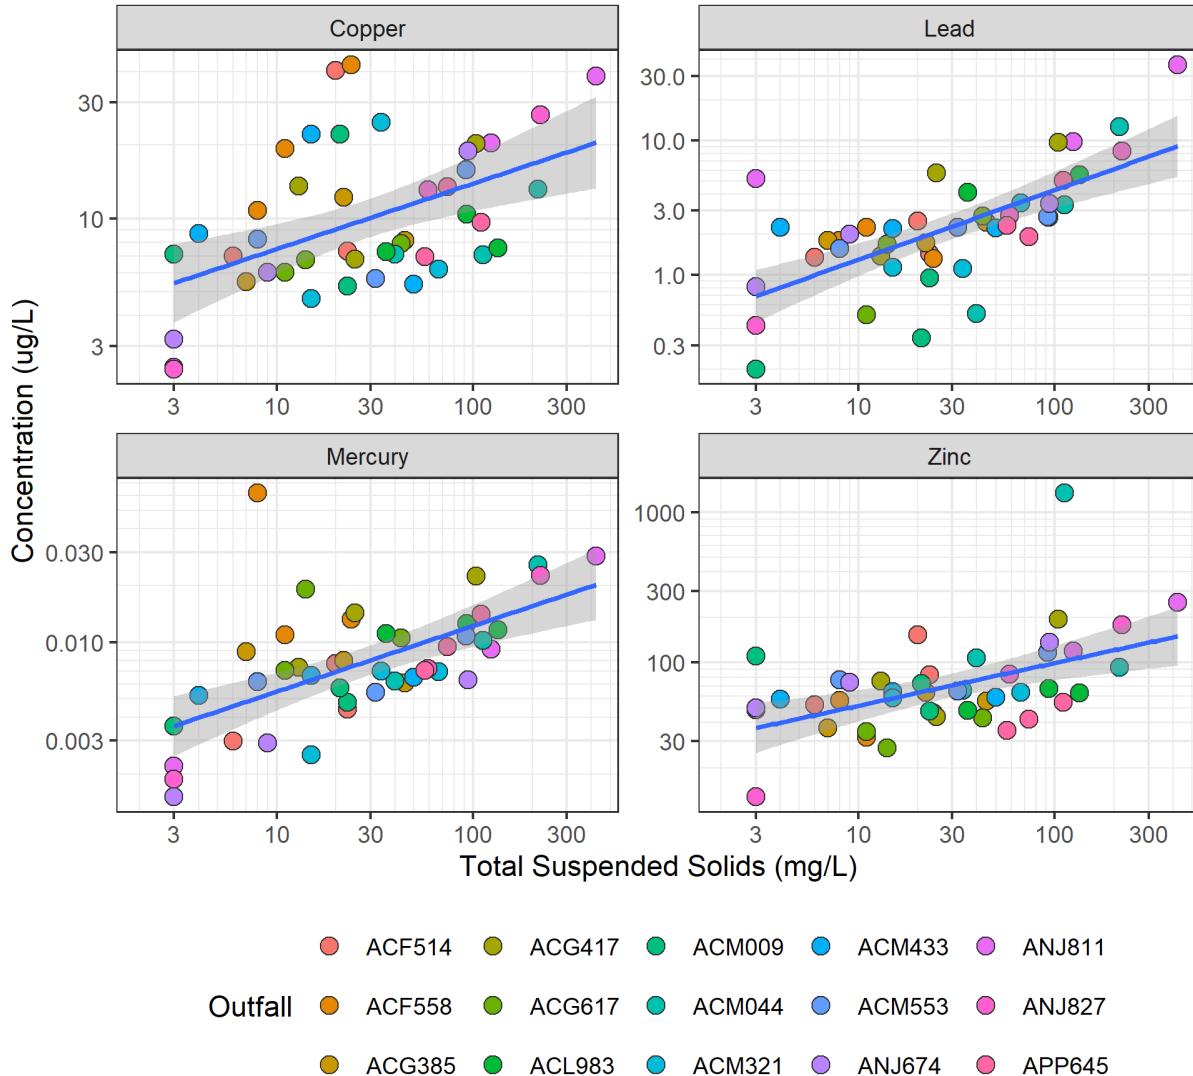 Copper
Lead
30
10
3
30.0
10.0
3.0
1.0
0.3
3 10 30 100 300
3 10 30 100 300
Mercury
Zinc
0.030
0.010
0.003
1000
300
100
30
3 10 30 100 300
3 10 30 100 300
Concentration (ug/L)
Total Suspended Solids (mg/L)
Outfall
ACF514 ACG417 ACM009 ACM433 ANJ811
ACF558 ACG617 ACM044 ACM553 ANJ827
ACG385 ACL983 ACM321 ANJ674 APP645